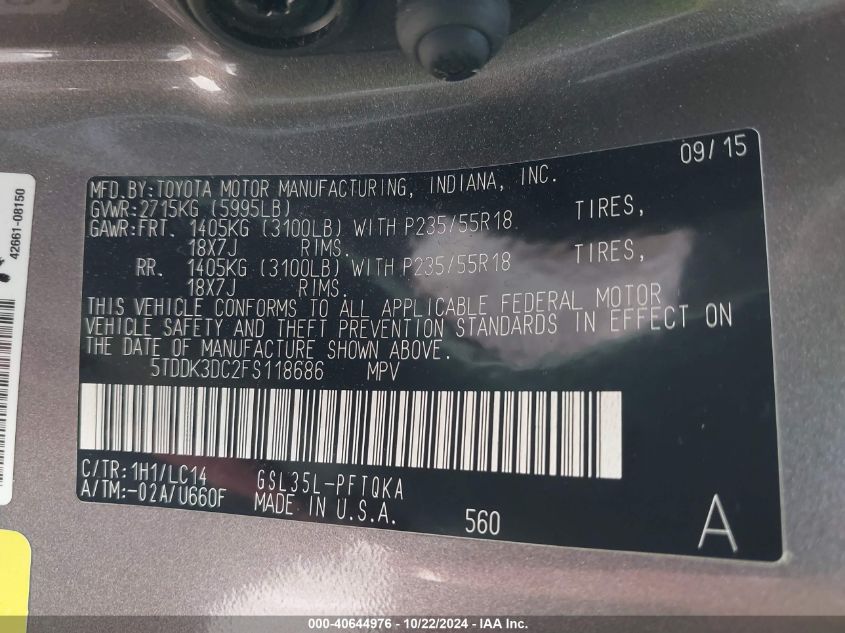 09/15
MFD.BY:TOYOTA MOTOR MANUFACTURING, INDIANA, INC.
GVWR:2715KG (5995LB)
GAWR:FRT. 1405KG (3100LB) WITH P235/55R18 TIRES,
18X7J RIMS.
RR. 1405KG (3100LB) WITH P235/55R18 TIRES,
18X7J RIMS.
THIS VEHICLE CONFORMS TO ALL APPLICABLE FEDERAL MOTOR
VEHICLE SAFETY AND THEFT PREVENTION STANDARDS IN EFFECT ON
THE DATE OF MANUFACTURE SHOWN ABOVE.
5TDDK3DC2FS118686 MPV
C/TR:1H1/LC14 GSL35L-PFTQKA
A/TM:-02A/U660F MADE IN U.S.A. 560 A
42661-08150
000-40644976 - 10/22/2024 - IAA Inc.